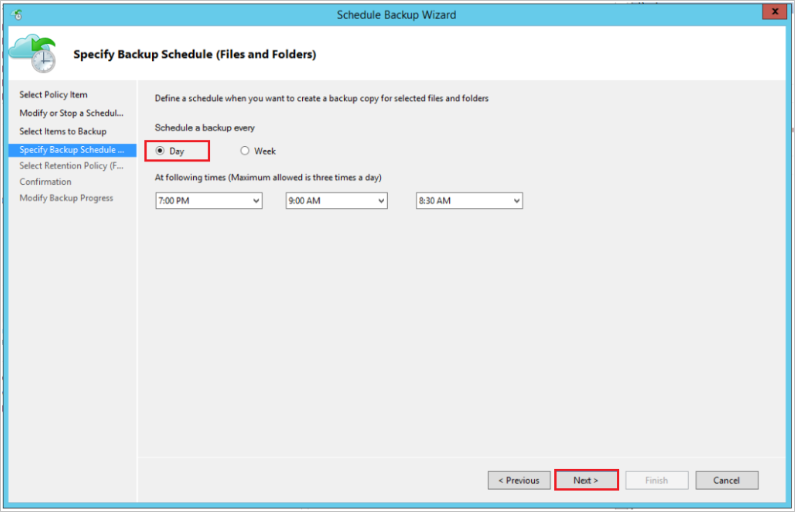 Schedule Backup Wizard
x
Specify Backup Schedule (Files and Folders)
Select Policy Item
Modify or Stop a Schedul...
Select Items to Backup
Specify Backup Schedule ...
Select Retention Policy (F...
Confirmation
Modify Backup Progress
Define a schedule when you want to create a backup copy for selected files and folders
Schedule a backup every
Day Week
At following times (Maximum allowed is three times a day)
7:00 PM 9:00 AM 8:30 AM
< Previous Next > Finish Cancel